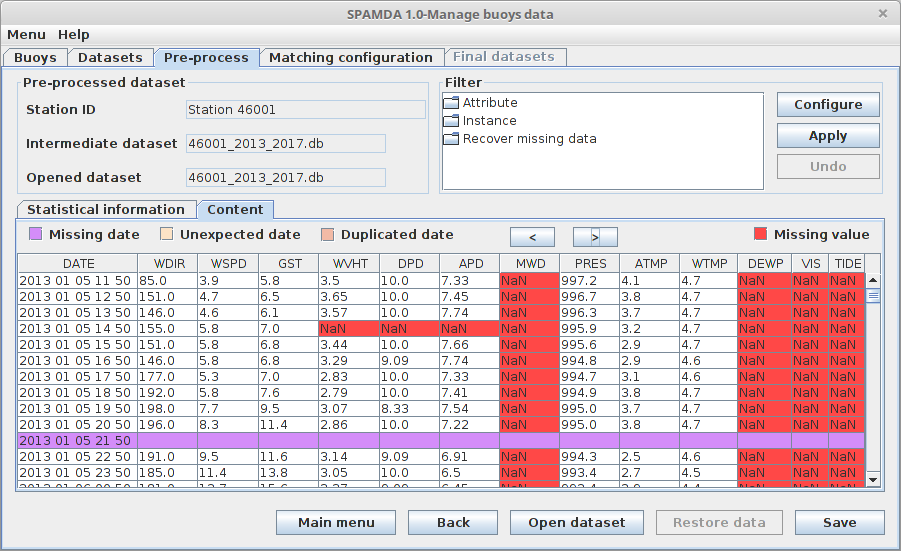 SPAMDA 1.0-Manage buoys data
Menu Help
Buoys Datasets Pre-process Matching configuration Final datasets
Pre-processed dataset
Station ID Station 46001
Intermediate dataset 46001_2013_2017.db
Opened dataset 46001_2013_2017.db
Filter
Attribute
Instance
Recover missing data
Configure
Apply
Undo
Statistical information Content
Missing date Unexpected date Duplicated date < > Missing value
DATE WDIR WSPD GST WVHT DPD APD MWD PRES ATMP WTMP DEWP VIS TIDE
2013 01 05 11 50 85.0 3.9 5.8 3.5 10.0 7.33 NaN 997.2 4.1 4.7 NaN NaN NaN
2013 01 05 12 50 151.0 4.7 6.5 3.65 10.0 7.45 NaN 996.7 3.8 4.7 NaN NaN NaN
2013 01 05 13 50 146.0 4.6 6.1 3.57 10.0 7.74 NaN 996.3 3.7 4.7 NaN NaN NaN
2013 01 05 14 50 155.0 5.8 7.0 NaN NaN NaN NaN 995.9 3.2 4.7 NaN NaN NaN
2013 01 05 15 50 151.0 5.8 6.8 3.44 10.0 7.66 NaN 995.6 2.9 4.7 NaN NaN NaN
2013 01 05 16 50 146.0 5.8 6.8 3.29 9.09 7.74 NaN 994.8 2.9 4.6 NaN NaN NaN
2013 01 05 17 50 177.0 5.3 7.0 2.83 10.0 7.33 NaN 994.7 3.1 4.6 NaN NaN NaN
2013 01 05 18 50 192.0 5.8 7.6 2.79 10.0 7.41 NaN 994.9 3.8 4.7 NaN NaN NaN
2013 01 05 19 50 198.0 7.7 9.5 3.07 8.33 7.54 NaN 995.0 3.7 4.7 NaN NaN NaN
2013 01 05 20 50 196.0 8.3 11.4 2.86 10.0 7.22 NaN 995.0 3.8 4.7 NaN NaN NaN
2013 01 05 21 50
2013 01 05 22 50 191.0 9.5 11.6 3.14 9.09 6.91 NaN 994.3 2.5 4.6 NaN NaN NaN
2013 01 05 23 50 185.0 11.4 13.8 3.05 10.0 6.5 NaN 993.4 2.7 4.5 NaN NaN NaN
Main menu Back Open dataset Restore data Save